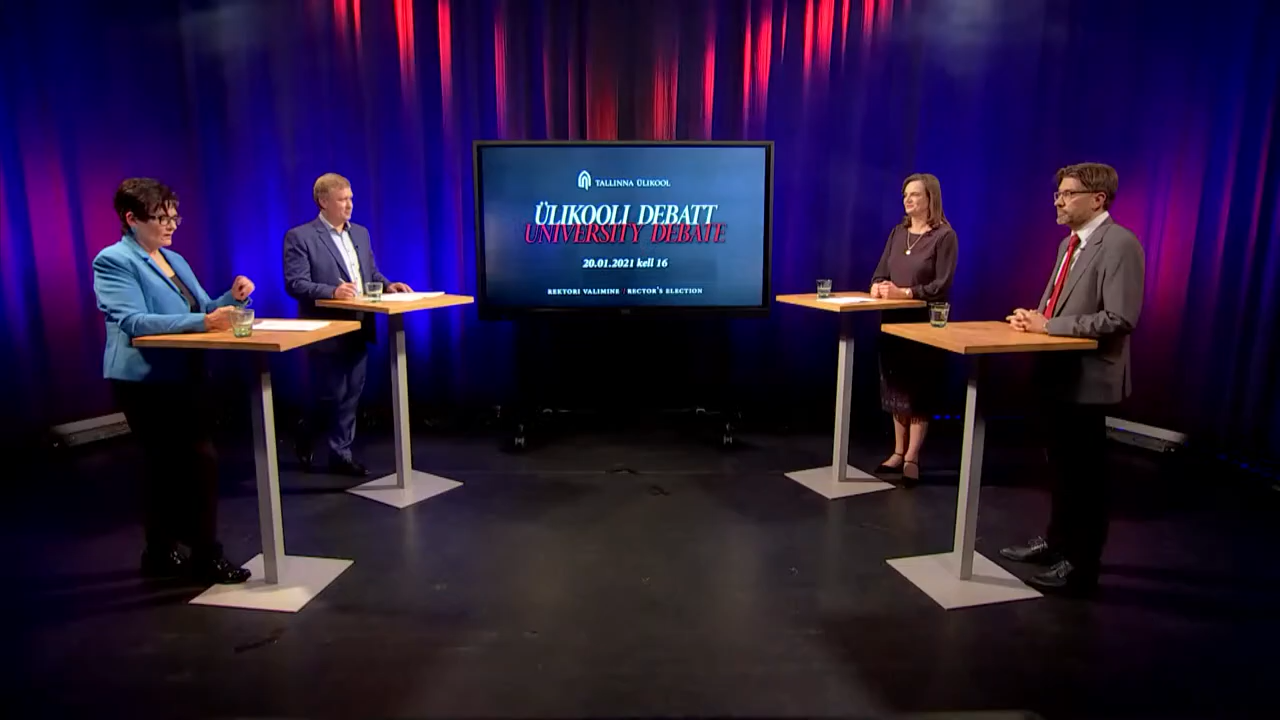 TALLINNA ÜLIKOOL
ÜLIKOOLI DEBATT
UNIVERSITY DEBATE
20.01.2021 kell 16
REKTORI VALIMINE / RECTOR'S ELECTION